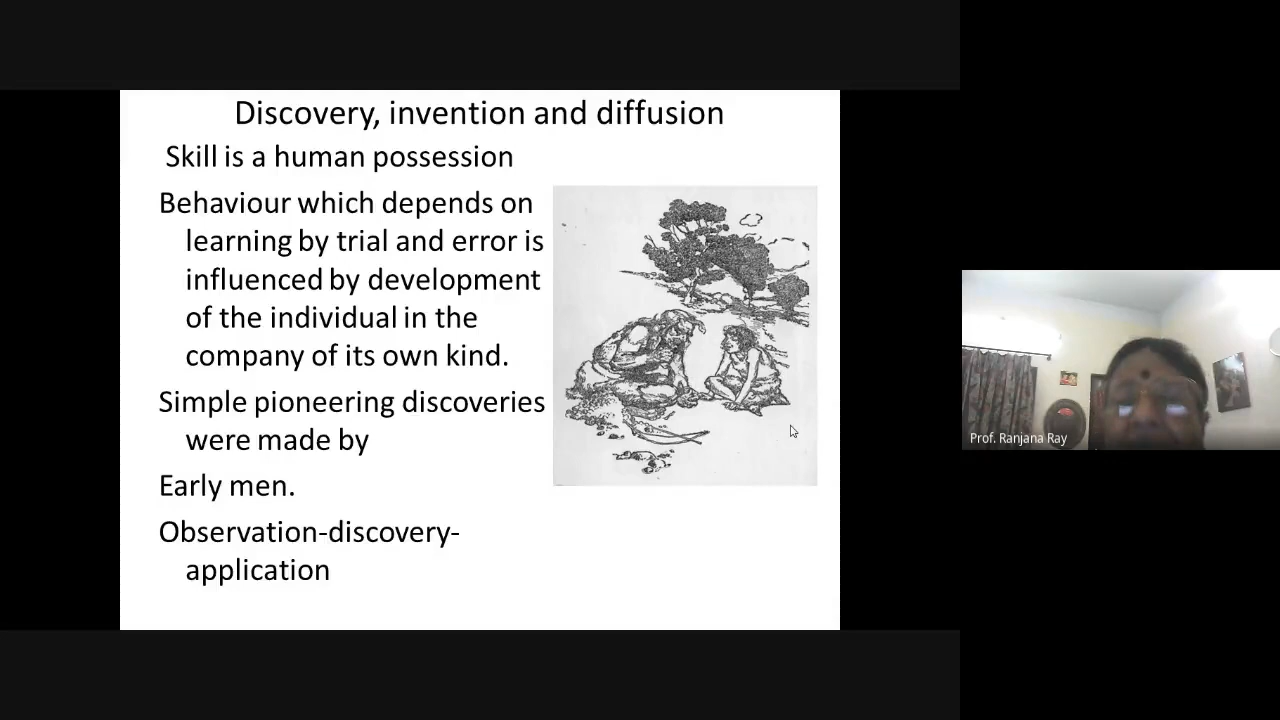 Discovery, invention and diffusion
Skill is a human possession
Behaviour which depends on
learning by trial and error is
influenced by development
of the individual in the
company of its own kind.
Simple pioneering discoveries
were made by
Early men.
Observation-discovery-
application
Prof. Ranjana Ray